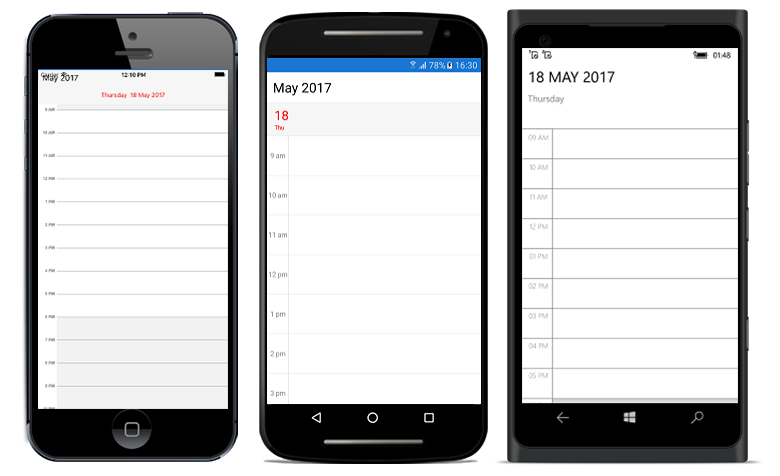 Carrier 12:10 PM
May 2017
Thursday 18 May 2017
9 AM
10 AM
11 AM
12 PM
1 PM
2 PM
3 PM
4 PM
5 PM
6 PM
7 PM
8 PM
9 PM
78% 16:30
May 2017
18
Thu
9 am
10 am
11 am
12 pm
1 pm
2 pm
3 pm
01:48
18 MAY 2017
Thursday
09 AM
10 AM
11 AM
12 PM
01 PM
02 PM
03 PM
04 PM
05 PM